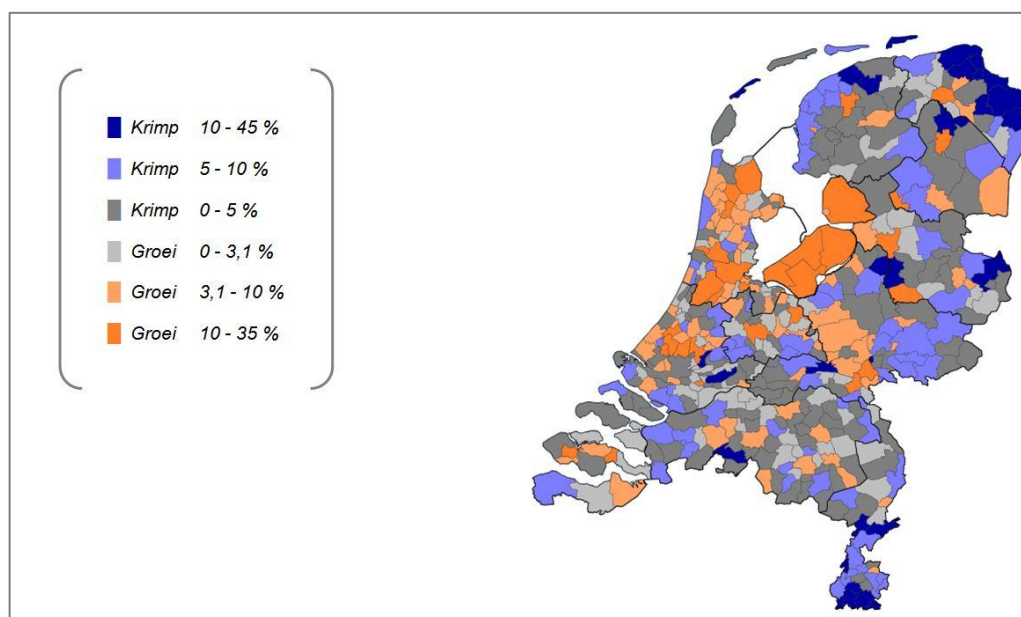 Krimp 10 - 45 %
Krimp 5 - 10 %
Krimp 0 - 5 %
Groei 0 - 3,1 %
Groei 3,1 - 10 %
Groei 10 - 35 %